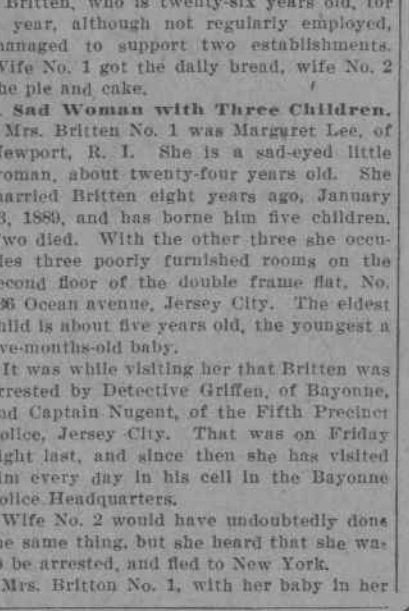 Britten, who is twenty-six years old, for
year, although not regularly employed,
managed to support two establishments.
Wife No. 1 got the daily bread, wife No. 2
the pie and cake.
Sad Woman with Three Children.
Mrs. Britten No. 1 was Margaret Lee, of
Newport, R. I. She is a sad-eyed little
woman, about twenty-four years old. She
married Britten eight years ago, January
3, 1889, and has borne him five children.
Two died. With the other three she occu-
pies three poorly furnished rooms on the
second floor of the double frame flat, No.
36 Ocean avenue, Jersey City. The eldest
child is about five years old, the youngest a
five-months-old baby.
It was while visiting her that Britten was
arrested by Detective Griffen, of Bayonne,
and Captain Nugent, of the Fifth Precinct
Police, Jersey City. That was on Friday
night last, and since then she has visited
him every day in his cell in the Bayonne
Police Headquarters.
Wife No. 2 would have undoubtedly done
the same thing, but she heard that she was
to be arrested, and fled to New York.
Mrs. Britton No. 1, with her baby in her